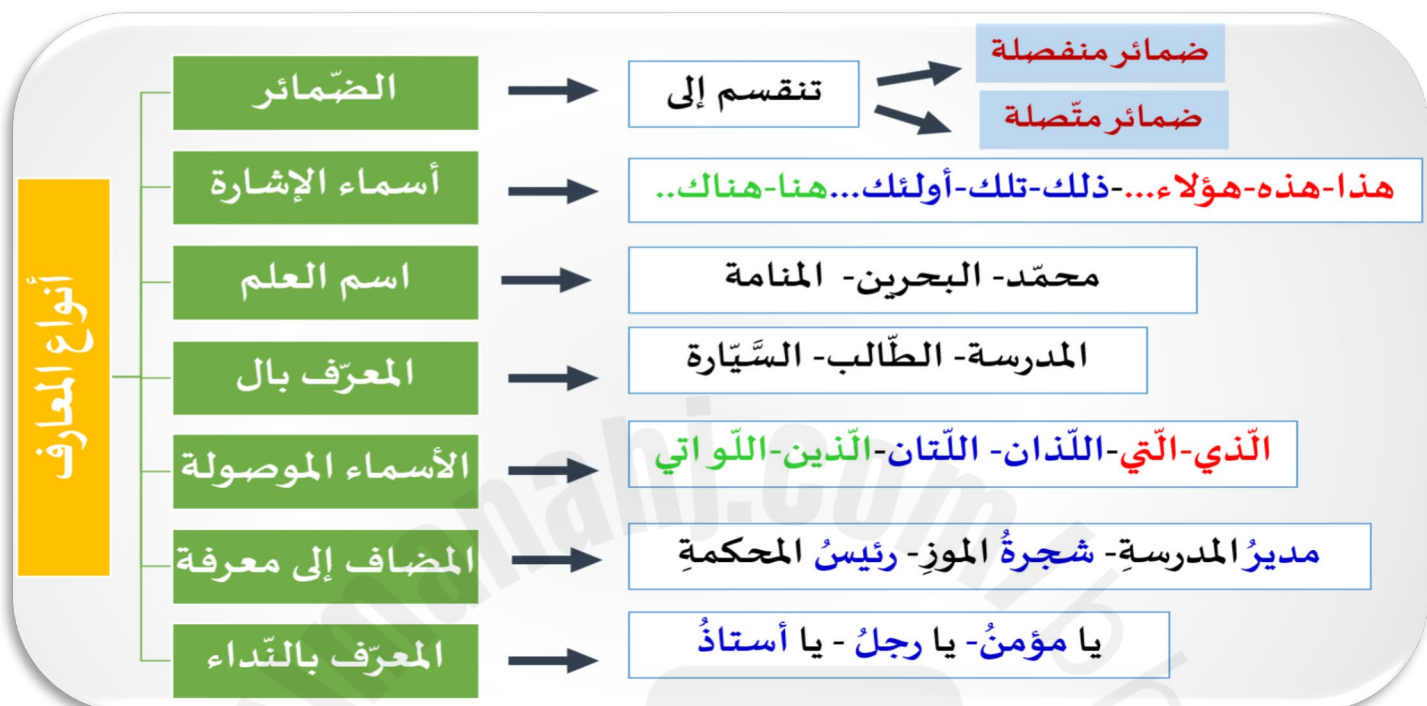 أنواع المعارف
الضّمائر
تنقسم إلى
ضمائر منفصلة
ضمائر متّصلة
أسماء الإشارة
هذا-هذه-هؤلاء...-ذلك-تلك-أولئك...هنا-هناك..
اسم العلم
محمّد- البحرين- المنامة
المعرّف بال
المدرسة- الطّالب- السَّيّارة
الأسماء الموصولة
الّذي-الّتي-اللّذان- اللّتان-الّذين-اللّواتي
المضاف إلى معرفة
مديرُ المدرسةِ- شجرةُ الموزِ- رئيسُ المحكمةِ
المعرّف بالنّداء
يا مؤمنُ- يا رجلُ - يا أستاذُ
almanahj.com/b